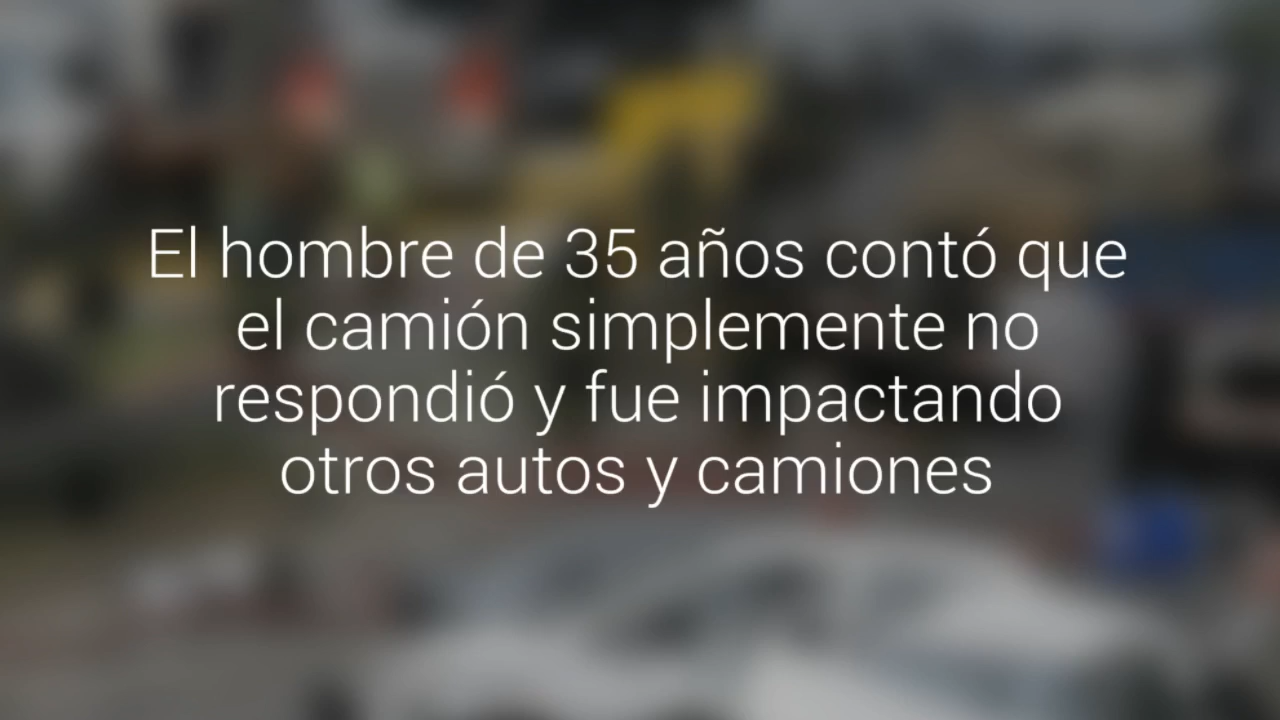 El hombre de 35 años contó que
el camión simplemente no
respondió y fue impactando
otros autos y camiones